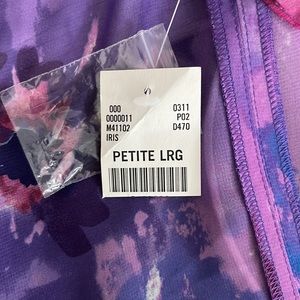 000 0311
0000011 P02
M41102 D470
IRIS
PETITE LRG